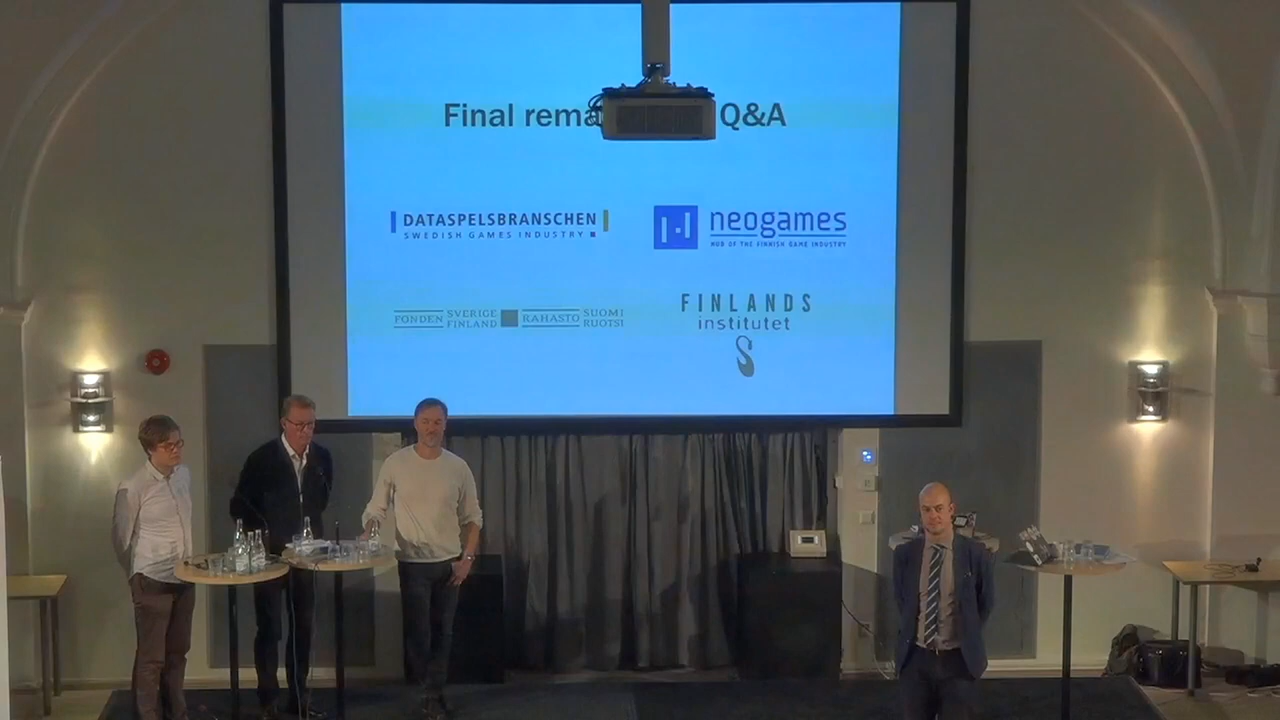 Final rema Q&A
DATASPELSBRANSCHEN
SWEDISH GAMES INDUSTRY
neogames
HUB OF THE FINNISH GAME INDUSTRY
FONDEN SVERIGE FINLAND RAHASTO SUOMI RUOTSI
FINLANDS
institutet